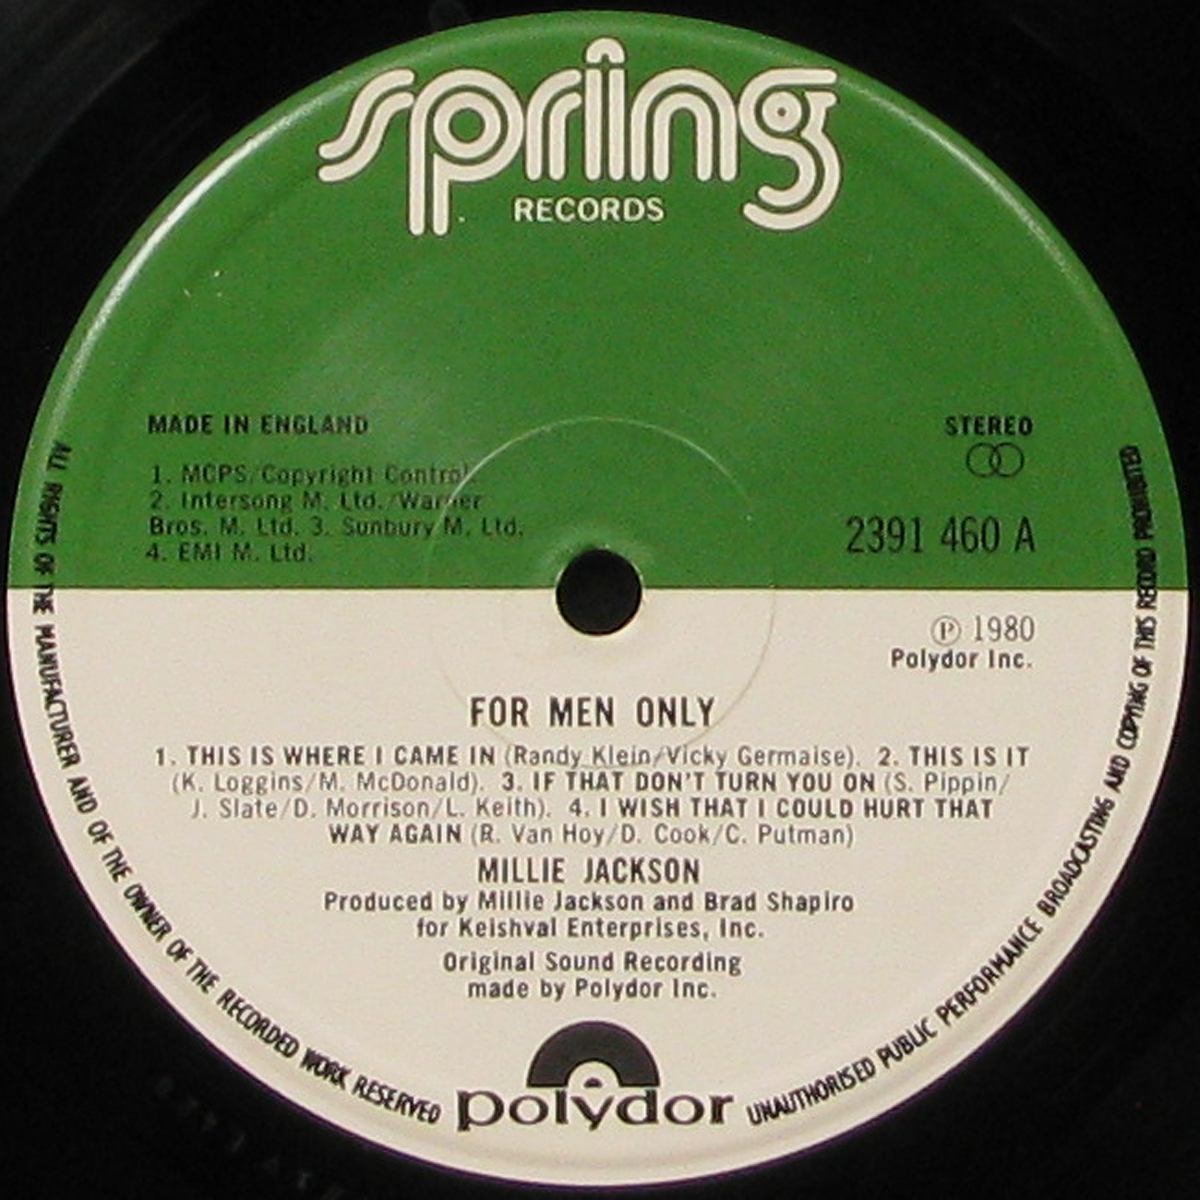 spring
RECORDS
MADE IN ENGLAND
1. MCPS/Copyright Control
2. Intersong M. Ltd./Warner
Bros. M. Ltd. 3. Sunbury M. Ltd.
4. EMI M. Ltd.
STEREO
2391 460 A
℗ 1980
Polydor Inc.
FOR MEN ONLY
1. THIS IS WHERE I CAME IN (Randy Klein/Vicky Germaise). 2. THIS IS IT
(K. Loggins/M. McDonald). 3. IF THAT DON'T TURN YOU ON (S. Pippin/
J. Slate/D. Morrison/L. Keith). 4. I WISH THAT I COULD HURT THAT
WAY AGAIN (R. Van Hoy/D. Cook/C. Putman)
MILLIE JACKSON
Produced by Millie Jackson and Brad Shapiro
for Keishval Enterprises, Inc.
Original Sound Recording
made by Polydor Inc.
polydor
ALL RIGHTS OF THE MANUFACTURER AND OF THE OWNER OF THE RECORDED WORK RESERVED
UNAUTHORISED PUBLIC PERFORMANCE BROADCASTING AND COPYING OF THIS RECORD PROHIBITED